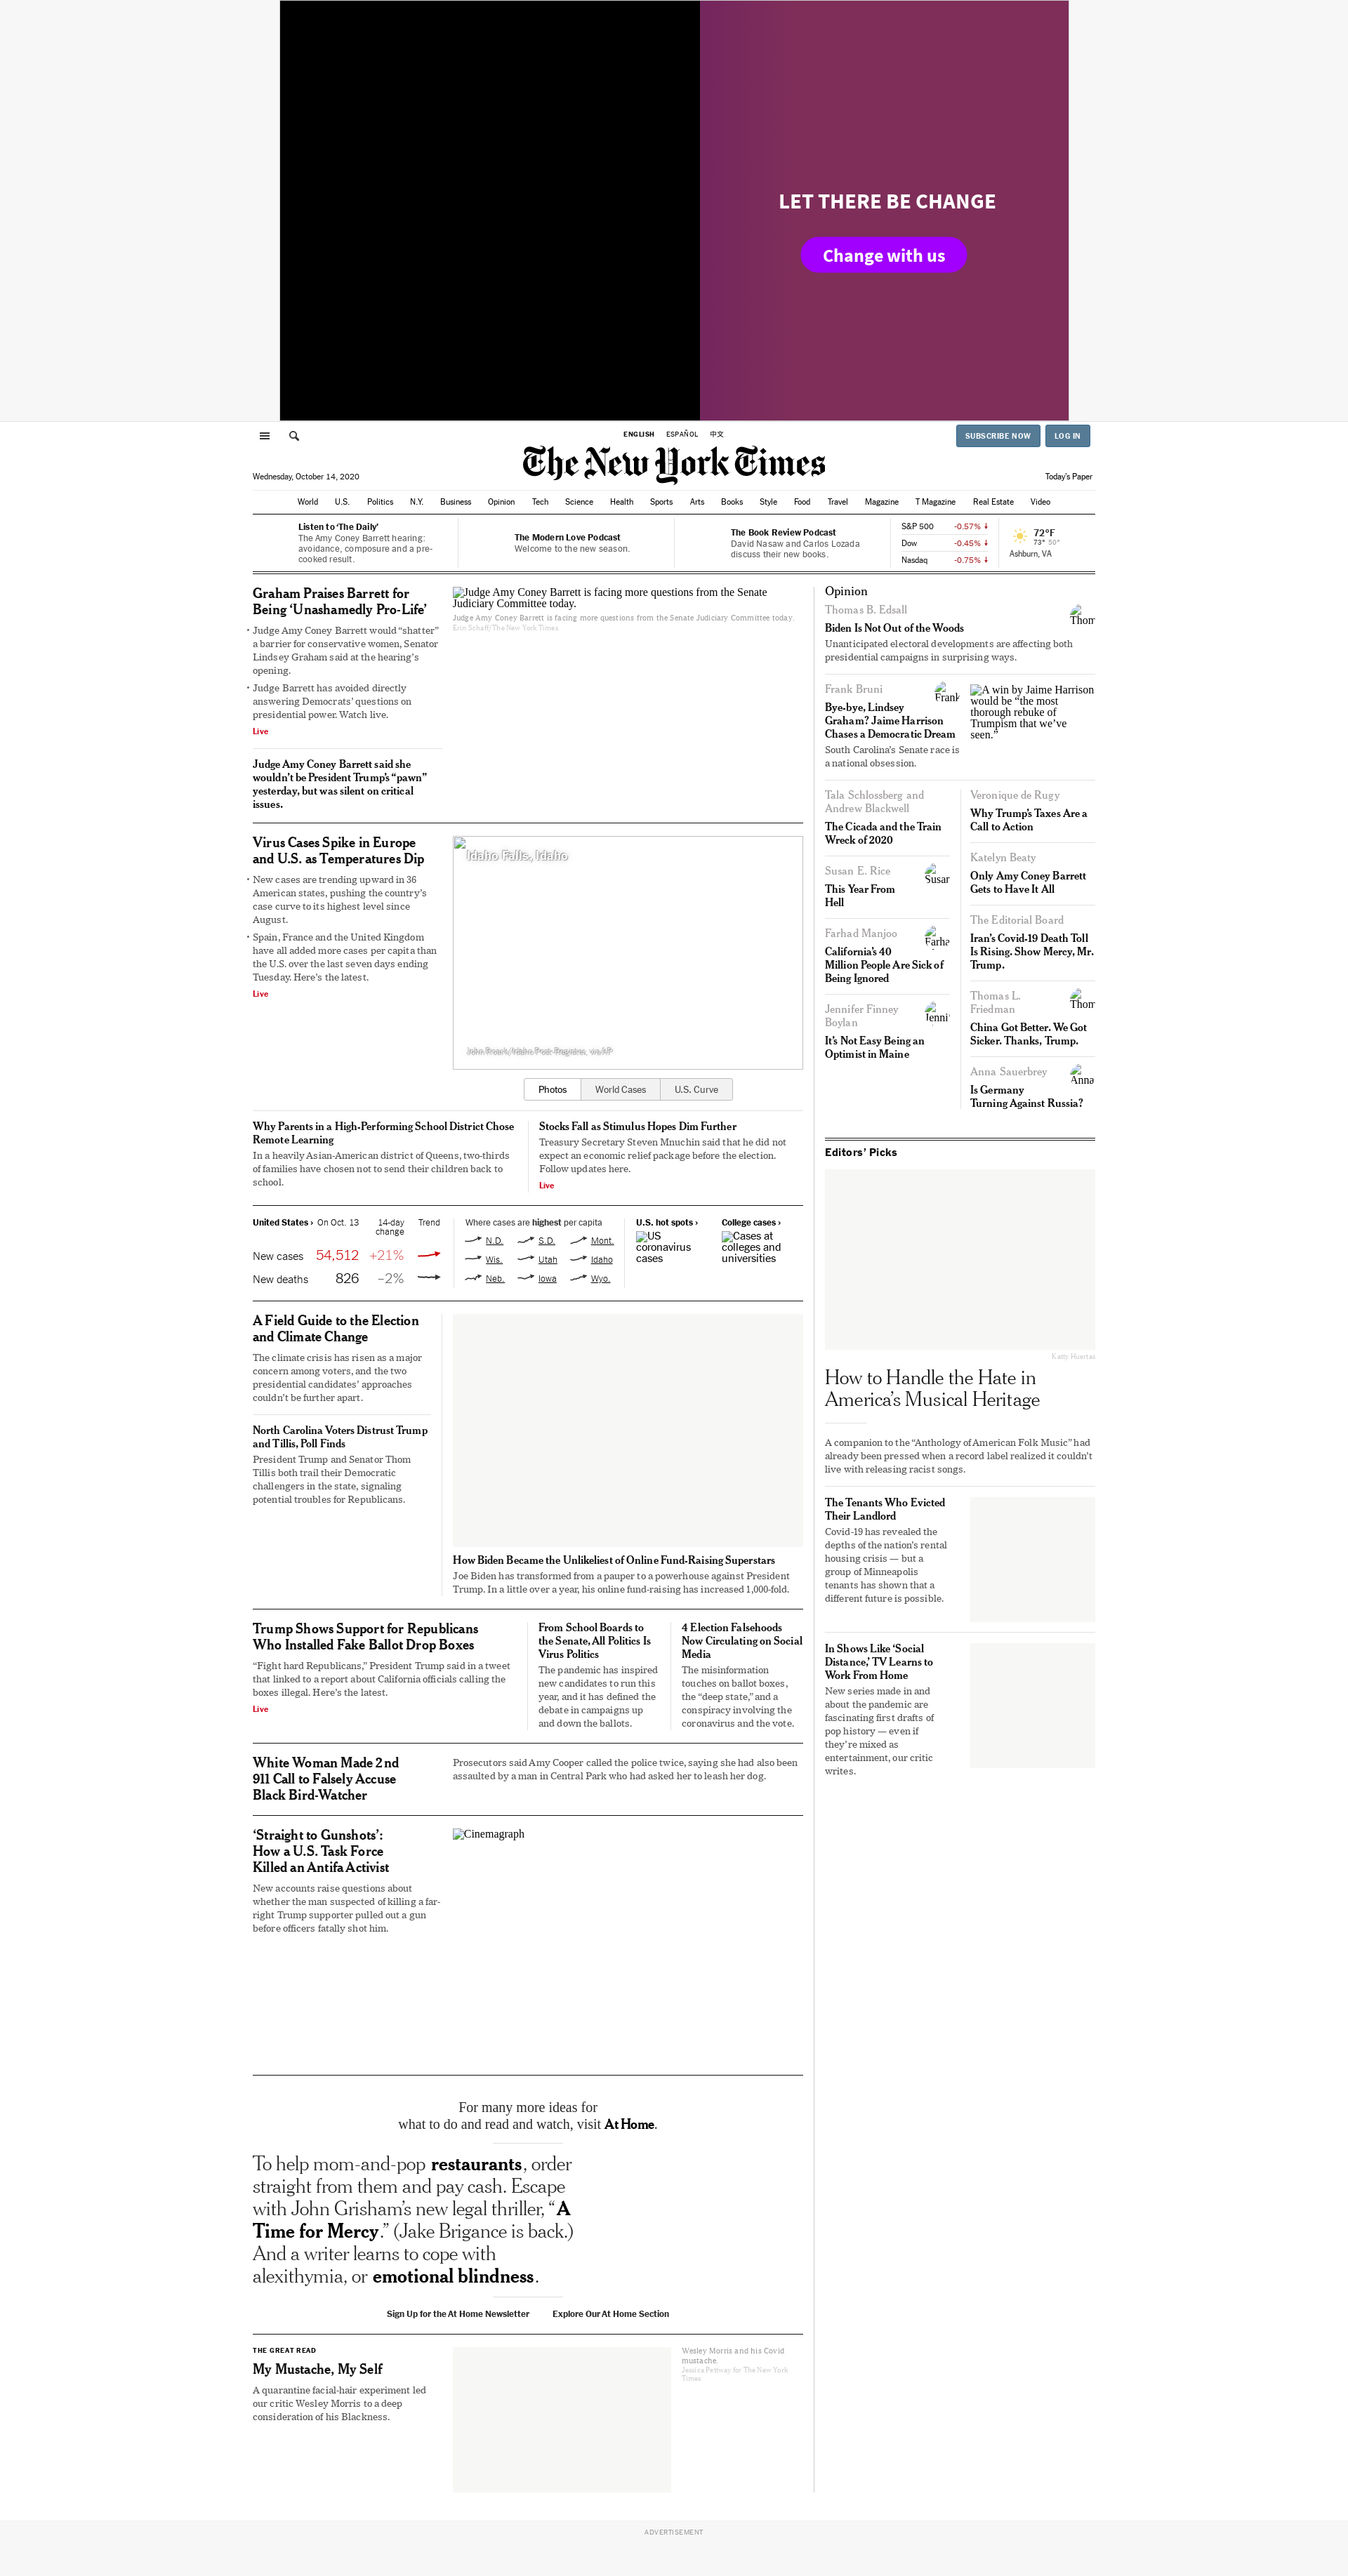 LET THERE BE CHANGE
Change with us
ENGLISH ESPAÑOL 中文
SUBSCRIBE NOW LOG IN
The New York Times
Wednesday, October 14, 2020
Today's Paper
World U.S. Politics N.Y. Business Opinion Tech Science Health Sports Arts Books Style Food Travel Magazine T Magazine Real Estate Video
Listen to ‘The Daily’
The Amy Coney Barrett hearing:
avoidance, composure and a pre-
cooked result.
The Modern Love Podcast
Welcome to the new season.
The Book Review Podcast
David Nasaw and Carlos Lozada
discuss their new books.
S&P 500 -0.57%
Dow -0.45%
Nasdaq -0.75%
72°F
73° 50°
Ashburn, VA
Graham Praises Barrett for
Being ‘Unashamedly Pro-Life’
• Judge Amy Coney Barrett would “shatter”
a barrier for conservative women, Senator
Lindsey Graham said at the hearing’s
opening.
• Judge Barrett has avoided directly
answering Democrats’ questions on
presidential power. Watch live.
Live
Judge Amy Coney Barrett said she
wouldn’t be President Trump’s “pawn”
yesterday, but was silent on critical
issues.
Judge Amy Coney Barrett is facing more questions from the Senate
Judiciary Committee today.
Judge Amy Coney Barrett is facing more questions from the Senate Judiciary Committee today.
Erin Schaff/The New York Times
Virus Cases Spike in Europe
and U.S. as Temperatures Dip
• New cases are trending upward in 36
American states, pushing the country’s
case curve to its highest level since
August.
• Spain, France and the United Kingdom
have all added more cases per capita than
the U.S. over the last seven days ending
Tuesday. Here’s the latest.
Live
Idaho Falls, Idaho
John Roark/Idaho Post-Register, via AP
Photos World Cases U.S. Curve
Why Parents in a High-Performing School District Chose
Remote Learning
In a heavily Asian-American district of Queens, two-thirds
of families have chosen not to send their children back to
school.
Stocks Fall as Stimulus Hopes Dim Further
Treasury Secretary Steven Mnuchin said that he did not
expect an economic relief package before the election.
Follow updates here.
Live
United States › On Oct. 13 14-day
change Trend
New cases 54,512 +21%
New deaths 826 –2%
Where cases are highest per capita
N.D. S.D. Mont.
Wis. Utah Idaho
Neb. Iowa Wyo.
U.S. hot spots ›
US
coronavirus
cases
College cases ›
Cases at
colleges and
universities
A Field Guide to the Election
and Climate Change
The climate crisis has risen as a major
concern among voters, and the two
presidential candidates’ approaches
couldn’t be further apart.
North Carolina Voters Distrust Trump
and Tillis, Poll Finds
President Trump and Senator Thom
Tillis both trail their Democratic
challengers in the state, signaling
potential troubles for Republicans.
How Biden Became the Unlikeliest of Online Fund-Raising Superstars
Joe Biden has transformed from a pauper to a powerhouse against President
Trump. In a little over a year, his online fund-raising has increased 1,000-fold.
Trump Shows Support for Republicans
Who Installed Fake Ballot Drop Boxes
“Fight hard Republicans,” President Trump said in a tweet
that linked to a report about California officials calling the
boxes illegal. Here’s the latest.
Live
From School Boards to
the Senate, All Politics Is
Virus Politics
The pandemic has inspired
new candidates to run this
year, and it has defined the
debate in campaigns up
and down the ballots.
4 Election Falsehoods
Now Circulating on Social
Media
The misinformation
touches on ballot boxes,
the “deep state,” and a
conspiracy involving the
coronavirus and the vote.
White Woman Made 2nd
911 Call to Falsely Accuse
Black Bird-Watcher
Prosecutors said Amy Cooper called the police twice, saying she had also been
assaulted by a man in Central Park who had asked her to leash her dog.
‘Straight to Gunshots’:
How a U.S. Task Force
Killed an Antifa Activist
New accounts raise questions about
whether the man suspected of killing a far-
right Trump supporter pulled out a gun
before officers fatally shot him.
Cinemagraph
For many more ideas for
what to do and read and watch, visit At Home.
To help mom-and-pop restaurants, order
straight from them and pay cash. Escape
with John Grisham’s new legal thriller, “A
Time for Mercy.” (Jake Brigance is back.)
And a writer learns to cope with
alexithymia, or emotional blindness.
Sign Up for the At Home Newsletter Explore Our At Home Section
THE GREAT READ
My Mustache, My Self
A quarantine facial-hair experiment led
our critic Wesley Morris to a deep
consideration of his Blackness.
Wesley Morris and his Covid
mustache.
Jessica Pettway for The New York
Times
Opinion
Thomas B. Edsall
Thom
Biden Is Not Out of the Woods
Unanticipated electoral developments are affecting both
presidential campaigns in surprising ways.
Frank Bruni
Frank
Bye-bye, Lindsey
Graham? Jaime Harrison
Chases a Democratic Dream
South Carolina’s Senate race is
a national obsession.
A win by Jaime Harrison
would be “the most
thorough rebuke of
Trumpism that we’ve
seen.”
Tala Schlossberg and
Andrew Blackwell
The Cicada and the Train
Wreck of 2020
Susan E. Rice
Susan
This Year From
Hell
Farhad Manjoo
Farha
California’s 40
Million People Are Sick of
Being Ignored
Jennifer Finney
Boylan
Jenni
It’s Not Easy Being an
Optimist in Maine
Veronique de Rugy
Why Trump’s Taxes Are a
Call to Action
Katelyn Beaty
Only Amy Coney Barrett
Gets to Have It All
The Editorial Board
Iran’s Covid-19 Death Toll
Is Rising. Show Mercy, Mr.
Trump.
Thomas L.
Friedman
Thom
China Got Better. We Got
Sicker. Thanks, Trump.
Anna Sauerbrey
Anna
Is Germany
Turning Against Russia?
Editors’ Picks
Katty Huertas
How to Handle the Hate in
America’s Musical Heritage
A companion to the “Anthology of American Folk Music” had
already been pressed when a record label realized it couldn’t
live with releasing racist songs.
The Tenants Who Evicted
Their Landlord
Covid-19 has revealed the
depths of the nation’s rental
housing crisis — but a
group of Minneapolis
tenants has shown that a
different future is possible.
In Shows Like ‘Social
Distance,’ TV Learns to
Work From Home
New series made in and
about the pandemic are
fascinating first drafts of
pop history — even if
they’re mixed as
entertainment, our critic
writes.
ADVERTISEMENT